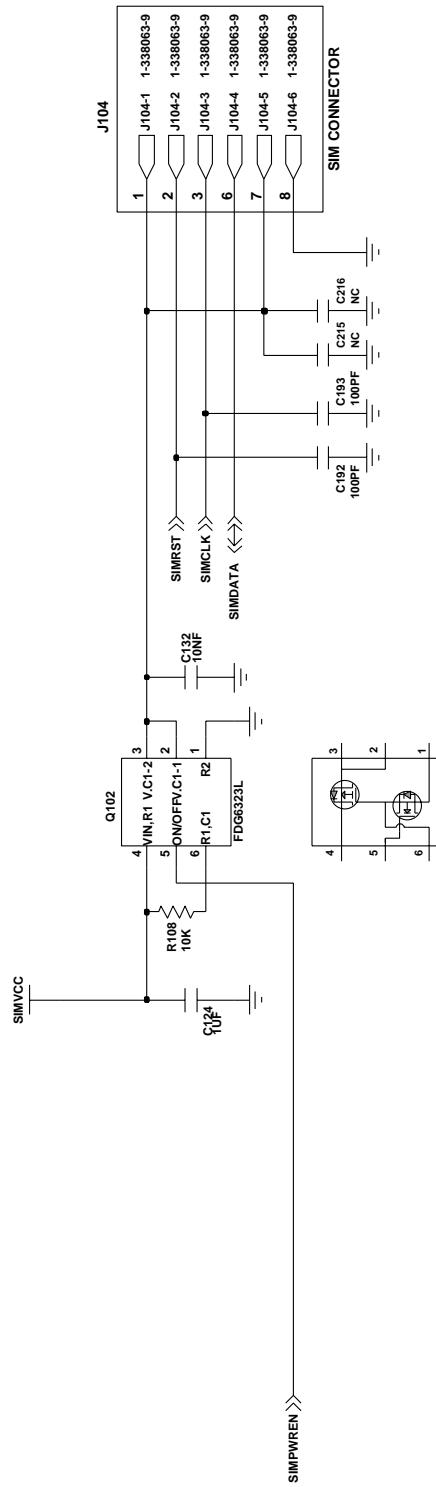 J104
1 J104-1 1-338063-9
2 J104-2 1-338063-9
3 J104-3 1-338063-9
6 J104-4 1-338063-9
7 J104-5 1-338063-9
8 J104-6 1-338063-9
SIM CONNECTOR
C216
NC
C215
NC
C193
100PF
C192
100PF
SIMRST
SIMCLK
SIMDATA
C132
10NF
Q102
4 VIN,R1 V.C1-2 3
5 ON/OFFV.C1-1 2
6 R1,C1 R2 1
FDG6323L
R108
10K
SIMVCC
C124
1UF
4 3
5 2
6 1
SIMPWREN